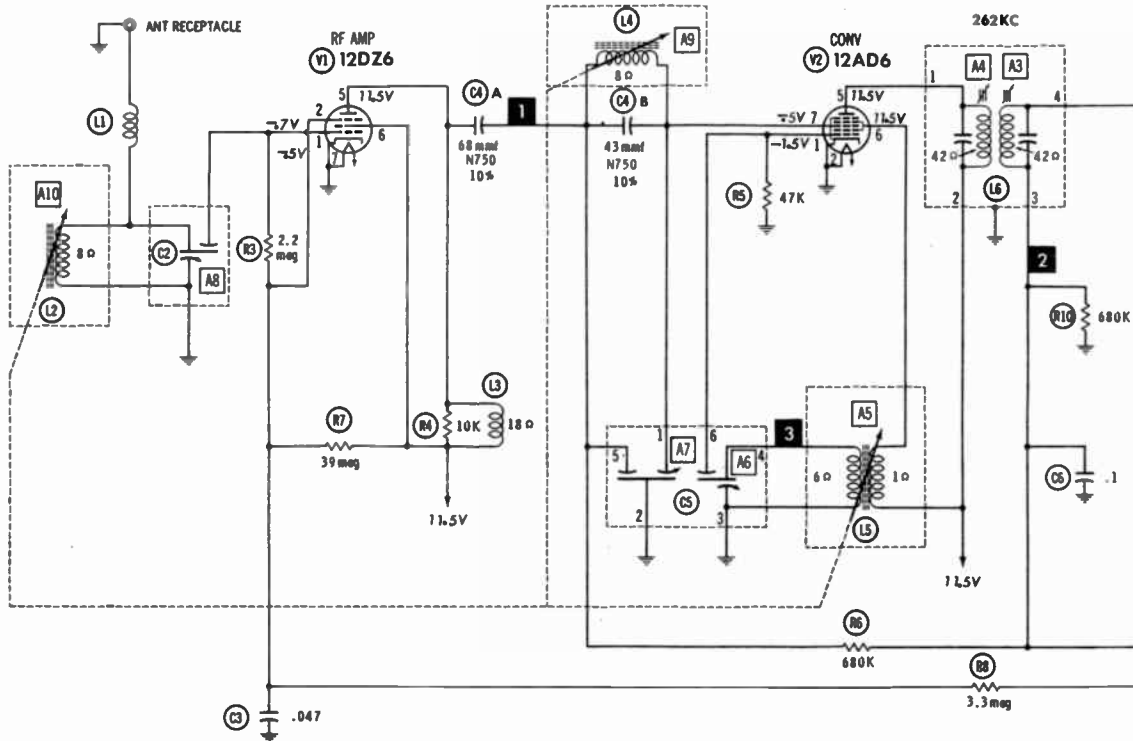 ANT RECEPTACLE
RF AMP
V1 12DZ6
5 11.5V
2
-.7V
-.5V
1
6
7
L1
A10
8Ω
L2
C2
A8
R3
2.2
meg
R7
39 meg
R4
10K
L3
18Ω
11.5V
C4 A
68 mmf
N750
10%
1
L4
A9
8Ω
C4 B
43 mmf
N750
10%
CONV
V2 12AD6
5 11.5V
-.5V 7
11.5V
6
-1.5V 1
2
R5
47K
262KC
1
A4
A3
4
42Ω
42Ω
2
L6
3
2
R10
680K
C6
.1
5
1
A7
6
A6
4
3
C5
2
3
A5
6Ω
1Ω
L5
11.5V
R6
680K
R8
3.3 meg
C3
.047